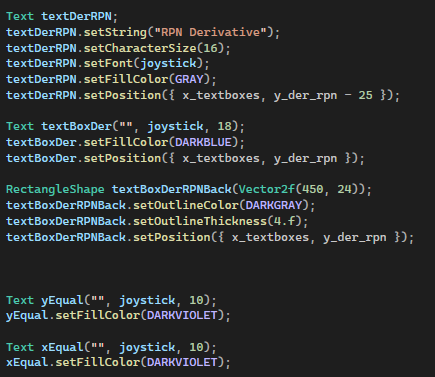 Text textDerRPN;
textDerRPN.setString("RPN Derivative");
textDerRPN.setCharacterSize(16);
textDerRPN.setFont(joystick);
textDerRPN.setFillColor(GRAY);
textDerRPN.setPosition({ x_textboxes, y_der_rpn - 25 });
Text textBoxDer("", joystick, 18);
textBoxDer.setFillColor(DARKBLUE);
textBoxDer.setPosition({ x_textboxes, y_der_rpn });
RectangleShape textBoxDerRPNBack(Vector2f(450, 24));
textBoxDerRPNBack.setOutlineColor(DARKGRAY);
textBoxDerRPNBack.setOutlineThickness(4.f);
textBoxDerRPNBack.setPosition({ x_textboxes, y_der_rpn });
Text yEqual("", joystick, 10);
yEqual.setFillColor(DARKVIOLET);
Text xEqual("", joystick, 10);
xEqual.setFillColor(DARKVIOLET);